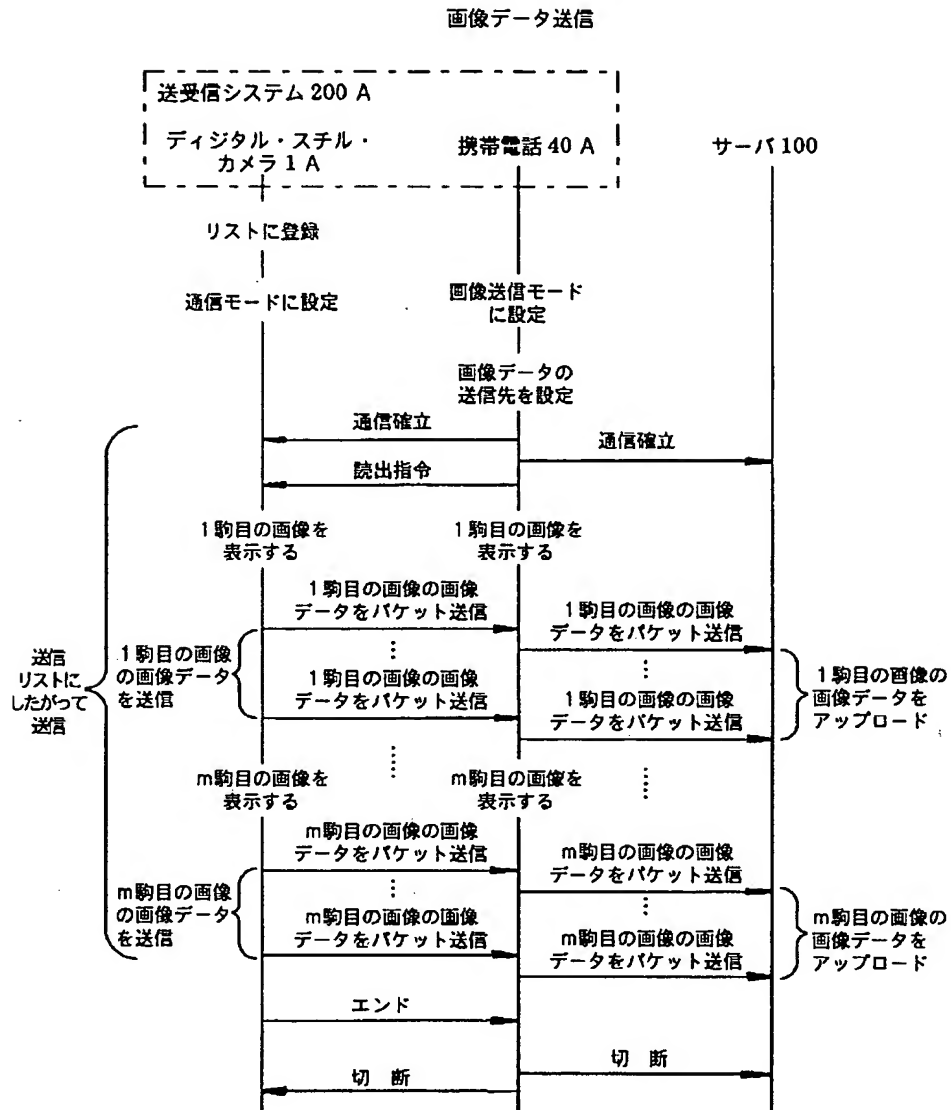 画像データ送信
送受信システム 200 A
ディジタル・スチル・
カメラ 1 A
携帯電話 40 A
サーバ 100
リストに登録
通信モードに設定
画像送信モード
に設定
画像データの
送信先を設定
通信確立
通信確立
読出指令
1駒目の画像を
表示する
1駒目の画像を
表示する
1駒目の画像の画像
データをパケット送信
1駒目の画像の画像
データをパケット送信
送信
リストに
したがって
送信
1駒目の画像
の画像データ
を送信
1駒目の画像の画像
データをパケット送信
1駒目の画像の画像
データをパケット送信
1駒目の画像の
画像データを
アップロード
m駒目の画像を
表示する
m駒目の画像を
表示する
m駒目の画像の画像
データをパケット送信
m駒目の画像の画像
データをパケット送信
m駒目の画像
の画像データ
を送信
m駒目の画像の画像
データをパケット送信
m駒目の画像の画像
データをパケット送信
m駒目の画像の
画像データを
アップロード
エンド
切 断
切 断